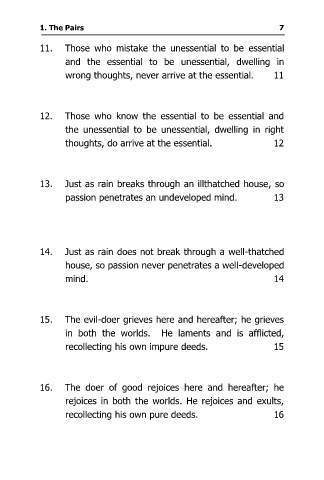 1. The Pairs 7
11. Those who mistake the unessential to be essential
and the essential to be unessential, dwelling in
wrong thoughts, never arrive at the essential. 11
12. Those who know the essential to be essential and
the unessential to be unessential, dwelling in right
thoughts, do arrive at the essential. 12
13. Just as rain breaks through an illthatched house, so
passion penetrates an undeveloped mind. 13
14. Just as rain does not break through a well-thatched
house, so passion never penetrates a well-developed
mind. 14
15. The evil-doer grieves here and hereafter; he grieves
in both the worlds. He laments and is afflicted,
recollecting his own impure deeds. 15
16. The doer of good rejoices here and hereafter; he
rejoices in both the worlds. He rejoices and exults,
recollecting his own pure deeds. 16